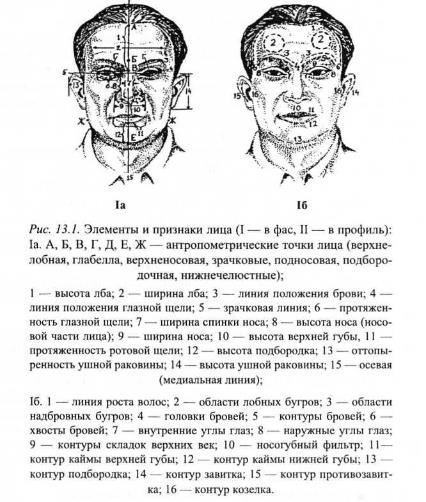 Iа
Iб
Рис. 13.1. Элементы и признаки лица (I — в фас, II — в профиль):
Iа. А, Б, В, Г, Д, Е, Ж — антропометрические точки лица (верхне-
лобная, глабелла, верхненосовая, зрачковые, подносовая, подборо-
дочная, нижнечелюстные);
1 — высота лба; 2 — ширина лба; 3 — линия положения брови; 4 —
линия положения глазной щели; 5 — зрачковая линия; 6 — протяжен-
ность глазной щели; 7 — ширина спинки носа; 8 — высота носа (носо-
вой части лица); 9 — ширина носа; 10 — высота верхней губы, 11 —
протяженность ротовой щели; 12 — высота подбородка; 13 — оттопы-
ренность ушной раковины; 14 — высота ушной раковины; 15 — осевая
(медиальная линия);
Iб. 1 — линия роста волос; 2 — области лобных бугров; 3 — области
надбровных бугров; 4 — головки бровей; 5 — контуры бровей; 6 —
хвосты бровей; 7 — внутренние углы глаз; 8 — наружные углы глаз;
9 — контуры складок верхних век; 10 — носогубный фильтр; 11—
контур каймы верхней губы; 12 — контур каймы нижней губы; 13 —
контур подбородка; 14 — контур завитка; 15 — контур противозавит-
ка; 16 — контур козелка.